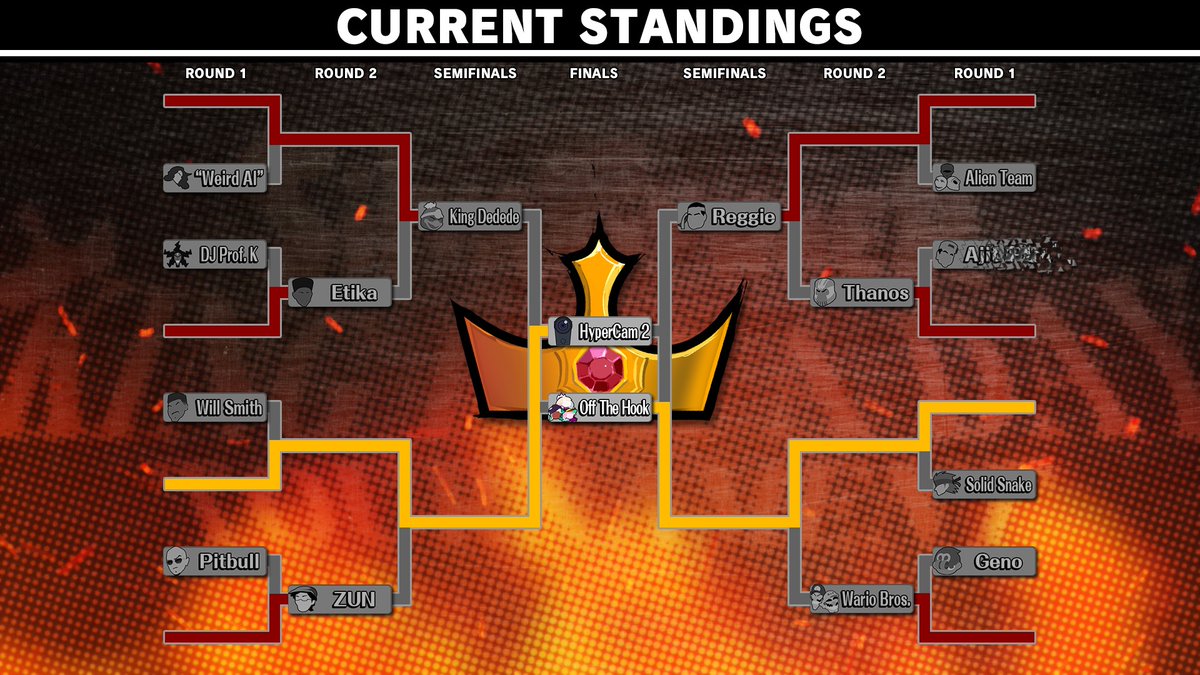 CURRENT STANDINGS
ROUND 1
ROUND 2
SEMIFINALS
FINALS
SEMIFINALS
ROUND 2
ROUND 1
"Weird Al"
Alien Team
King Dedede
Reggie
DJ Prof. K
Etika
Thanos
HyperCam 2
Will Smith
Off The Hook
Solid Snake
Pitbull
Geno
ZUN
Wario Bros.